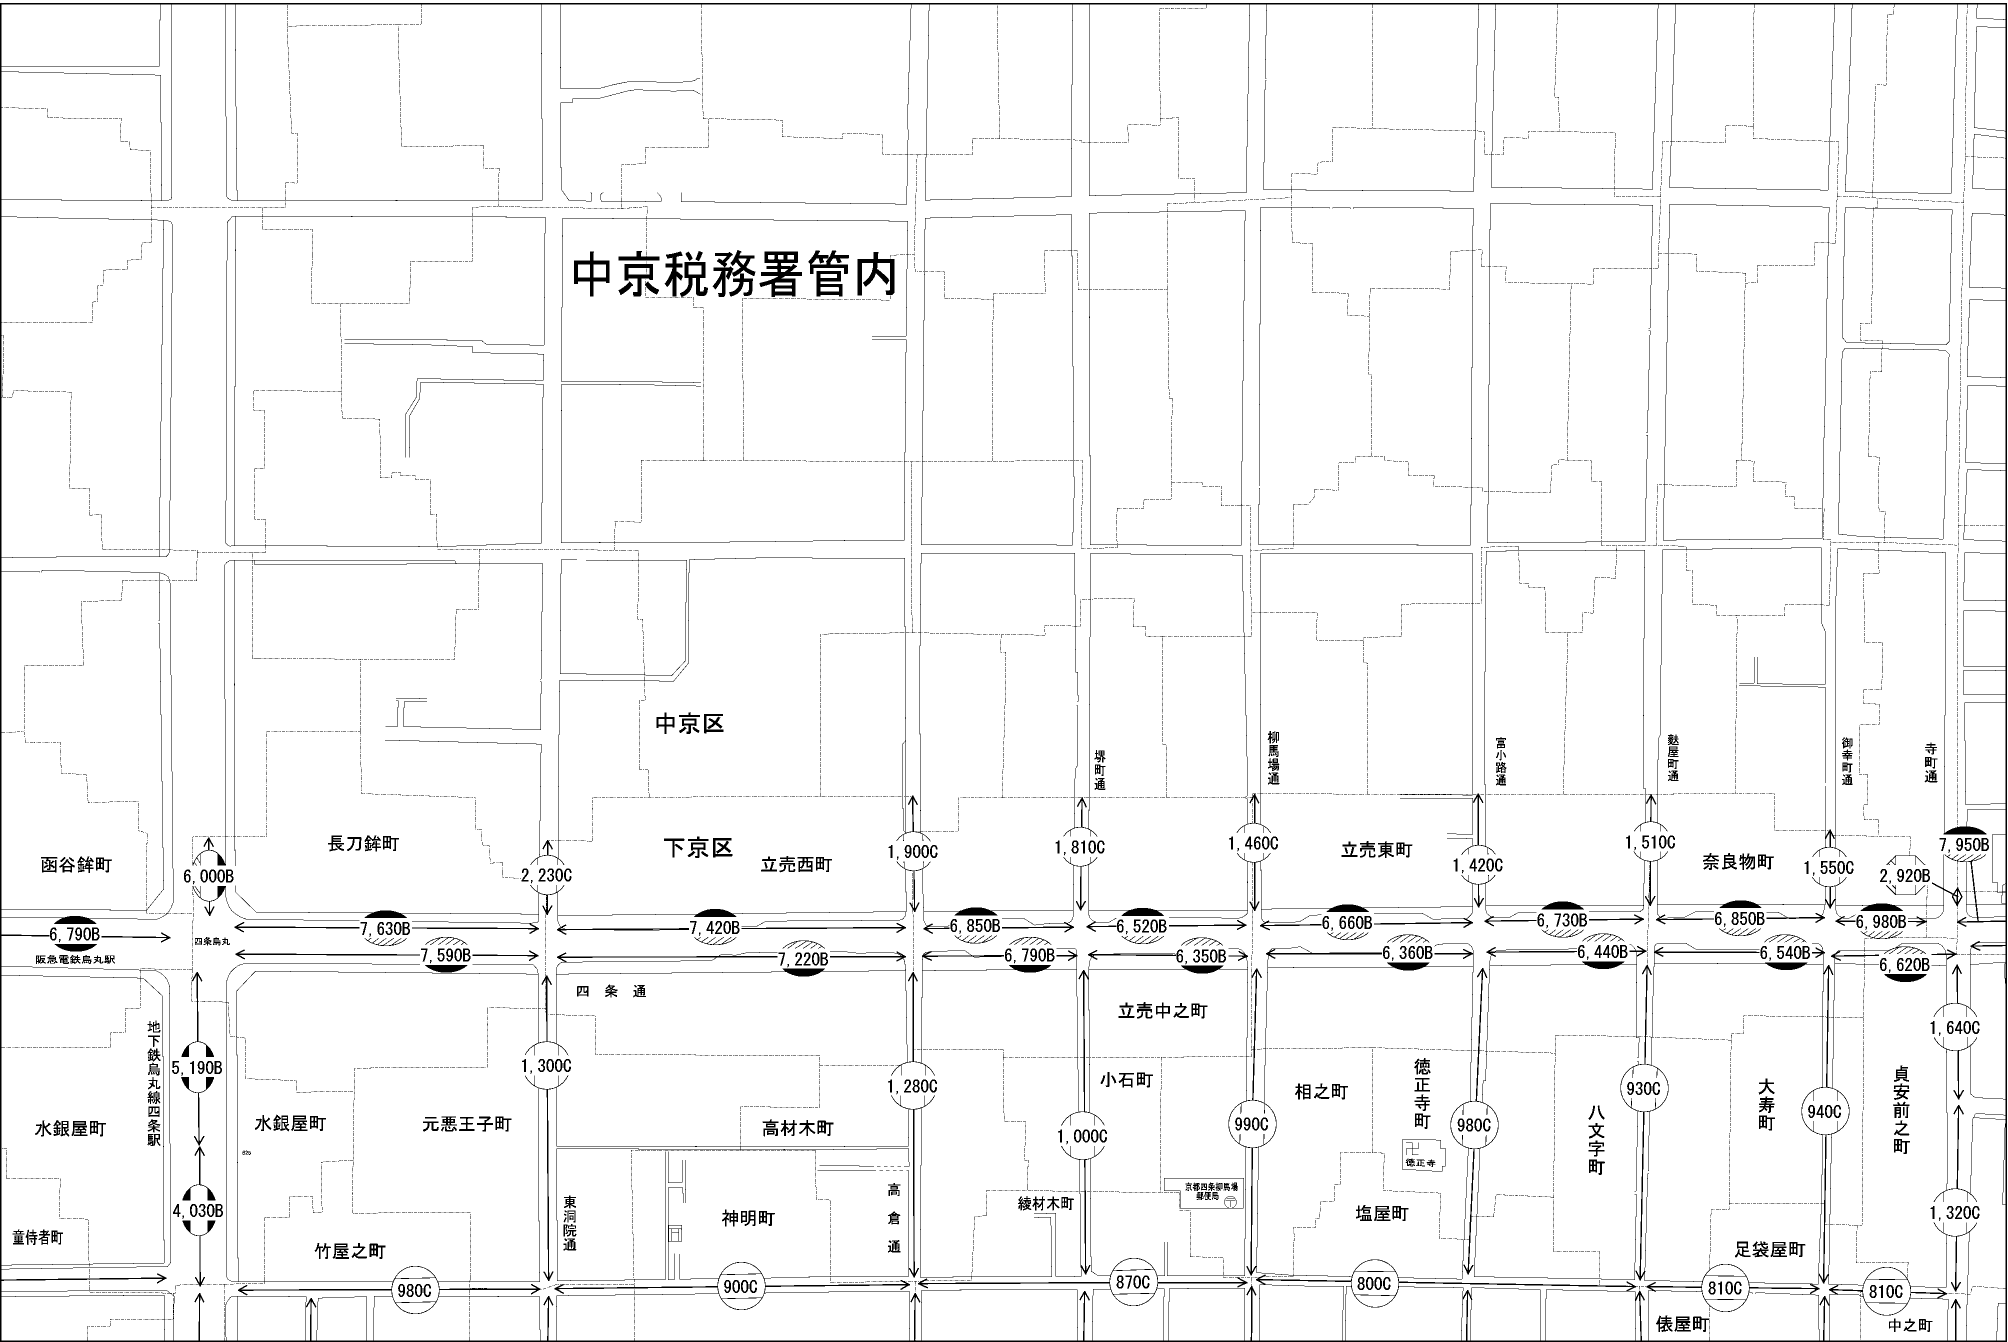 中京税務署管内
中京区
堺町通
柳馬場通
富小路通
麩屋町通
御幸町通
寺町通
函谷鉾町
6,000B
長刀鉾町
2,230C
下京区
立売西町
1,900C
1,810C
1,460C
立売東町
1,420C
1,510C
奈良物町
1,550C
2,920B
7,950B
6,790B
四条烏丸
7,630B
7,420B
6,850B
6,520B
6,660B
6,730B
6,850B
6,980B
阪急電鉄烏丸駅
7,590B
7,220B
6,790B
6,350B
6,360B
6,440B
6,540B
6,620B
四条通
立売中之町
1,640C
地下鉄烏丸線四条駅
5,190B
1,300C
1,280C
小石町
相之町
徳正寺町
930C
大寿町
940C
貞安前之町
水銀屋町
水銀屋町
元悪王子町
高材木町
1,000C
990C
980C
八文字町
徳正寺
京都四条柳馬場
郵便局
4,030B
童侍者町
竹屋之町
東洞院通
神明町
高倉通
綾材木町
塩屋町
足袋屋町
1,320C
980C
900C
870C
800C
810C
810C
俵屋町
中之町